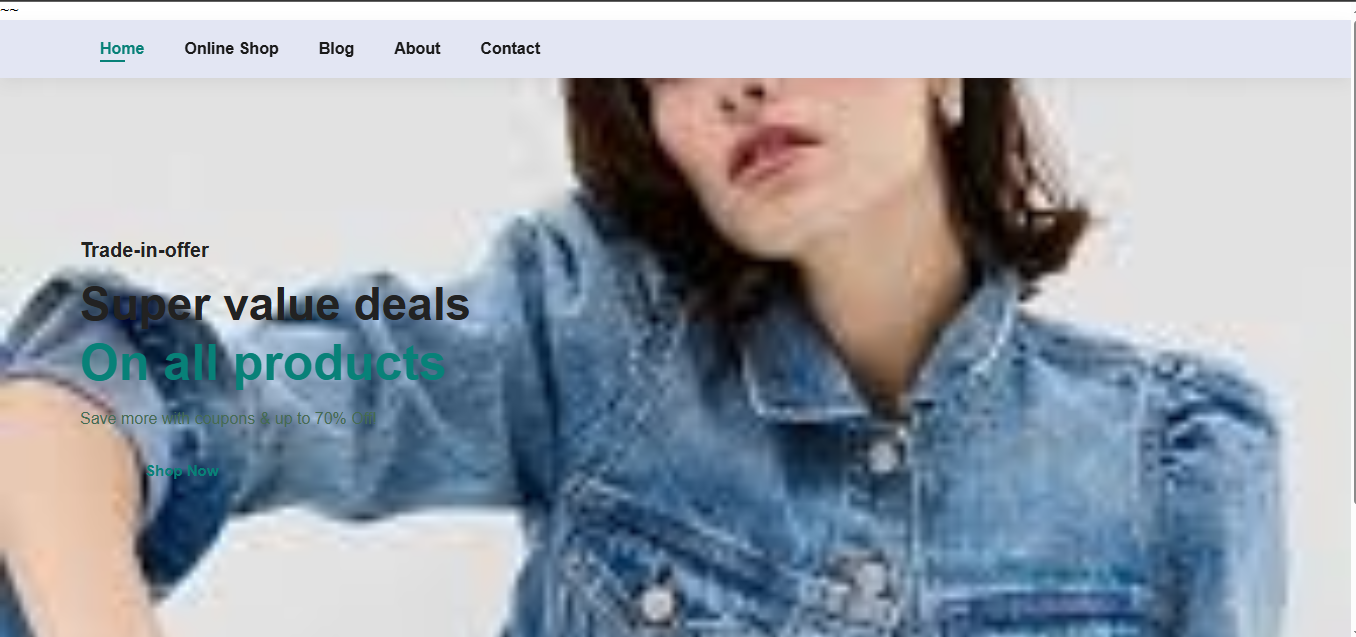 ~~
Home Online Shop Blog About Contact
Trade-in-offer
Super value deals
On all products
Save more with coupons & up to 70% Off!
Shop Now